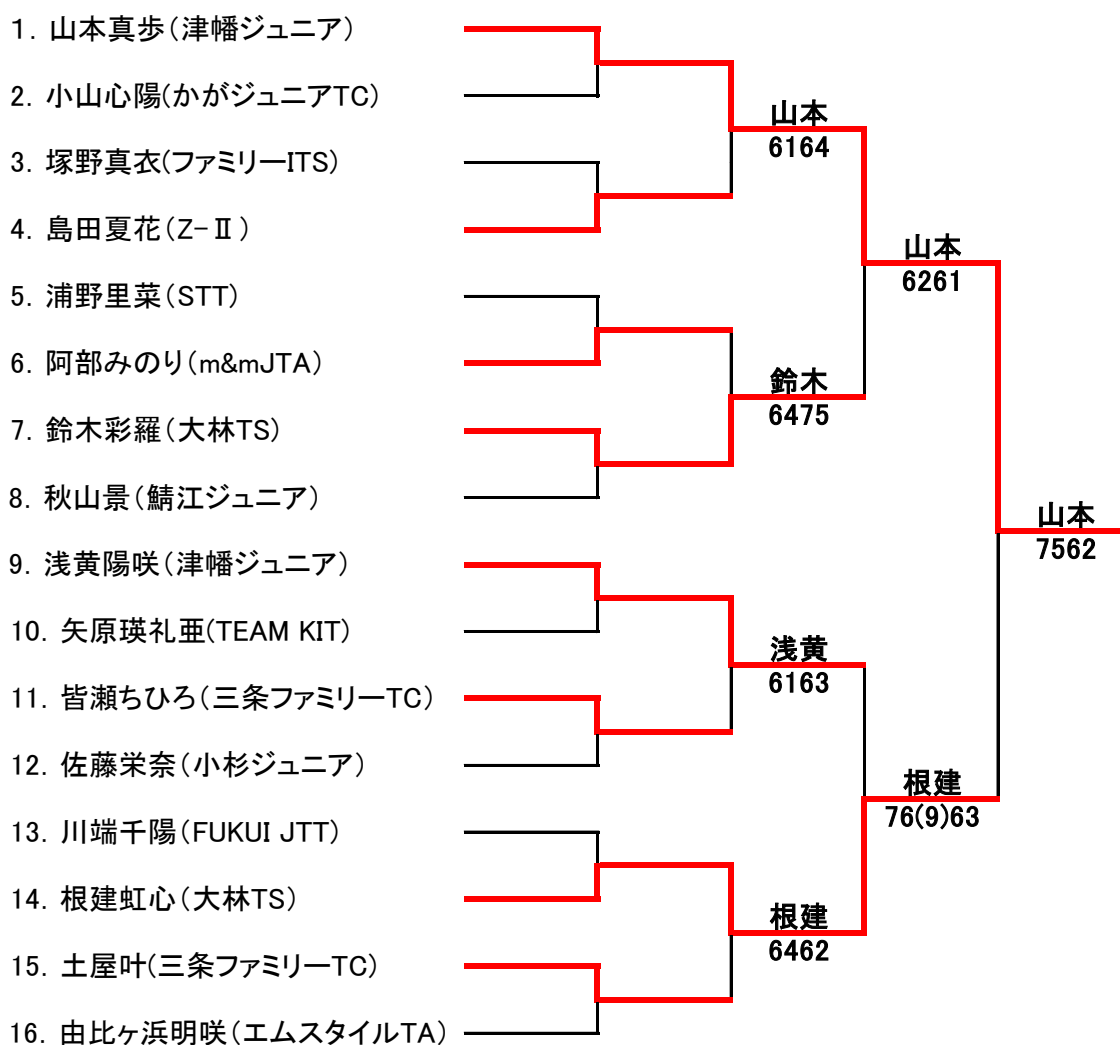 1. 山本真歩(津幡ジュニア)
2. 小山心陽(かがジュニアTC)
3. 塚野真衣(ファミリーITS)
4. 島田夏花(Z-Ⅱ)
5. 浦野里菜(STT)
6. 阿部みのり(m&mJTA)
7. 鈴木彩羅(大林TS)
8. 秋山景(鯖江ジュニア)
9. 浅黄陽咲(津幡ジュニア)
10. 矢原瑛礼亜(TEAM KIT)
11. 皆瀬ちひろ(三条ファミリーTC)
12. 佐藤栄奈(小杉ジュニア)
13. 川端千陽(FUKUI JTT)
14. 根建虹心(大林TS)
15. 土屋叶(三条ファミリーTC)
16. 由比ヶ浜明咲(エムスタイルTA)
山本
6164
鈴木
6475
浅黄
6163
根建
6462
山本
6261
根建
76(9)63
山本
7562